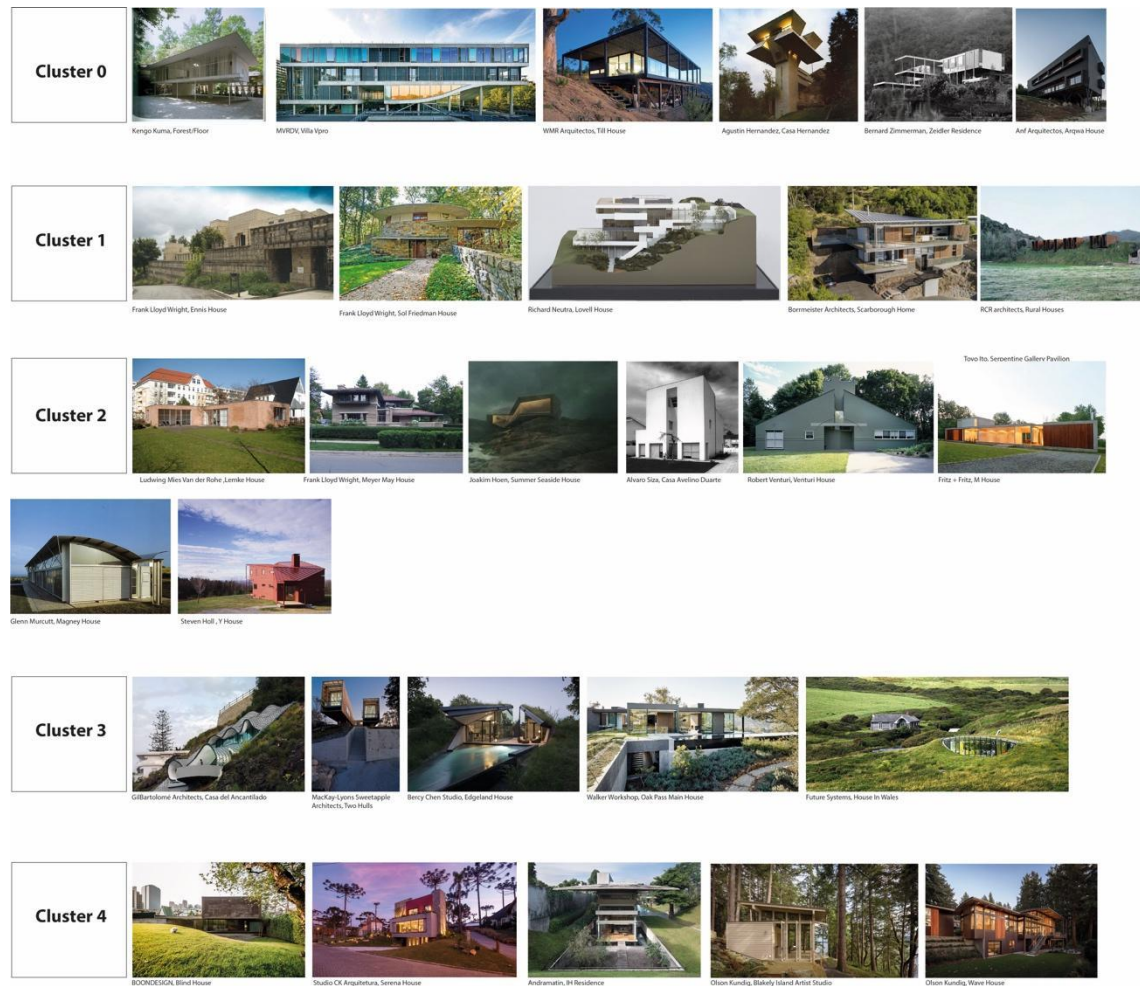 Cluster 0
Kengo Kuma, Forest/Floor
MVRDV, Villa Vpro
WMR Arquitectos, Till House
Agustin Hernandez, Casa Hernandez
Bernard Zimmerman, Zeidler Residence
Anf Arquitectos, Arqwa House
Cluster 1
Frank Lloyd Wright, Ennis House
Frank Lloyd Wright, Sol Friedman House
Richard Neutra, Lovell House
Borrmeister Architects, Scarborough Home
RCR architects, Rural Houses
Toyo Ito, Serpentine Gallery Pavilion
Cluster 2
Ludwing Mies Van der Rohe ,Lemke House
Frank Lloyd Wright, Meyer May House
Joakim Hoen, Summer Seaside House
Alvaro Siza, Casa Avelino Duarte
Robert Venturi, Venturi House
Fritz + Fritz, M House
Glenn Murcutt, Magney House
Steven Holl , Y House
Cluster 3
GilBartolomé Architects, Casa del Ancantilado
MacKay-Lyons Sweetapple
Architects, Two Hulls
Bercy Chen Studio, Edgeland House
Walker Workshop, Oak Pass Main House
Future Systems, House In Wales
Cluster 4
BOONDESIGN, Blind House
Studio CK Arquitetura, Serena House
Andramatin, IH Residence
Olson Kundig, Blakely Island Artist Studio
Olson Kundig, Wave House